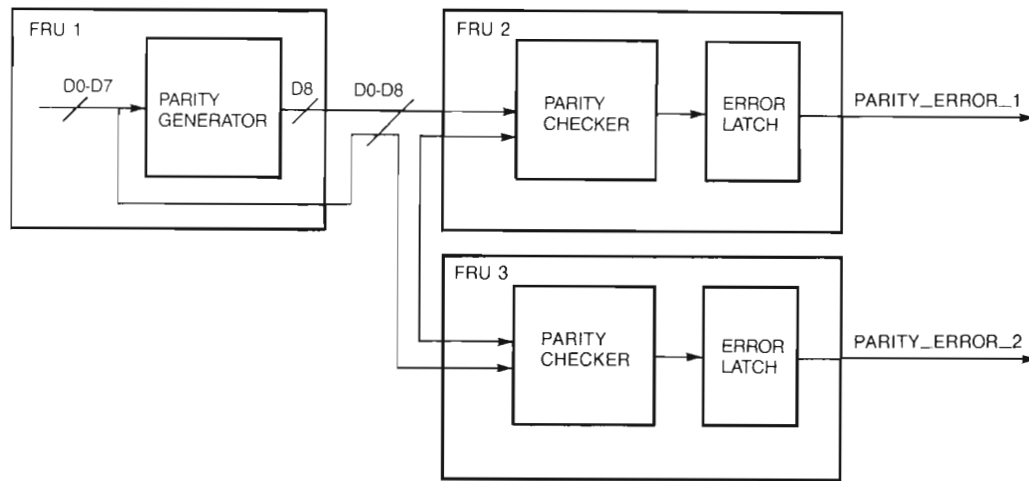 FRU 1
D0-D7
PARITY
GENERATOR
D8
D0-D8
FRU 2
PARITY
CHECKER
ERROR
LATCH
PARITY_ERROR_1
FRU 3
PARITY
CHECKER
ERROR
LATCH
PARITY_ERROR_2